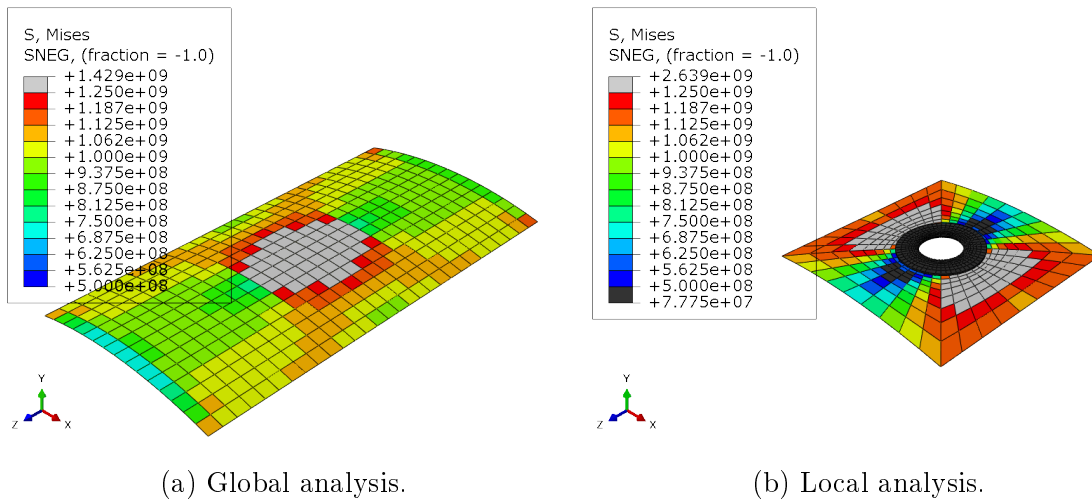 S, Mises
SNEG, (fraction = -1.0)
+1.429e+09
+1.250e+09
+1.187e+09
+1.125e+09
+1.062e+09
+1.000e+09
+9.375e+08
+8.750e+08
+8.125e+08
+7.500e+08
+6.875e+08
+6.250e+08
+5.625e+08
+5.000e+08
Y
Z
X
(a) Global analysis.
S, Mises
SNEG, (fraction = -1.0)
+2.639e+09
+1.250e+09
+1.187e+09
+1.125e+09
+1.062e+09
+1.000e+09
+9.375e+08
+8.750e+08
+8.125e+08
+7.500e+08
+6.875e+08
+6.250e+08
+5.625e+08
+5.000e+08
+7.775e+07
Y
Z
X
(b) Local analysis.